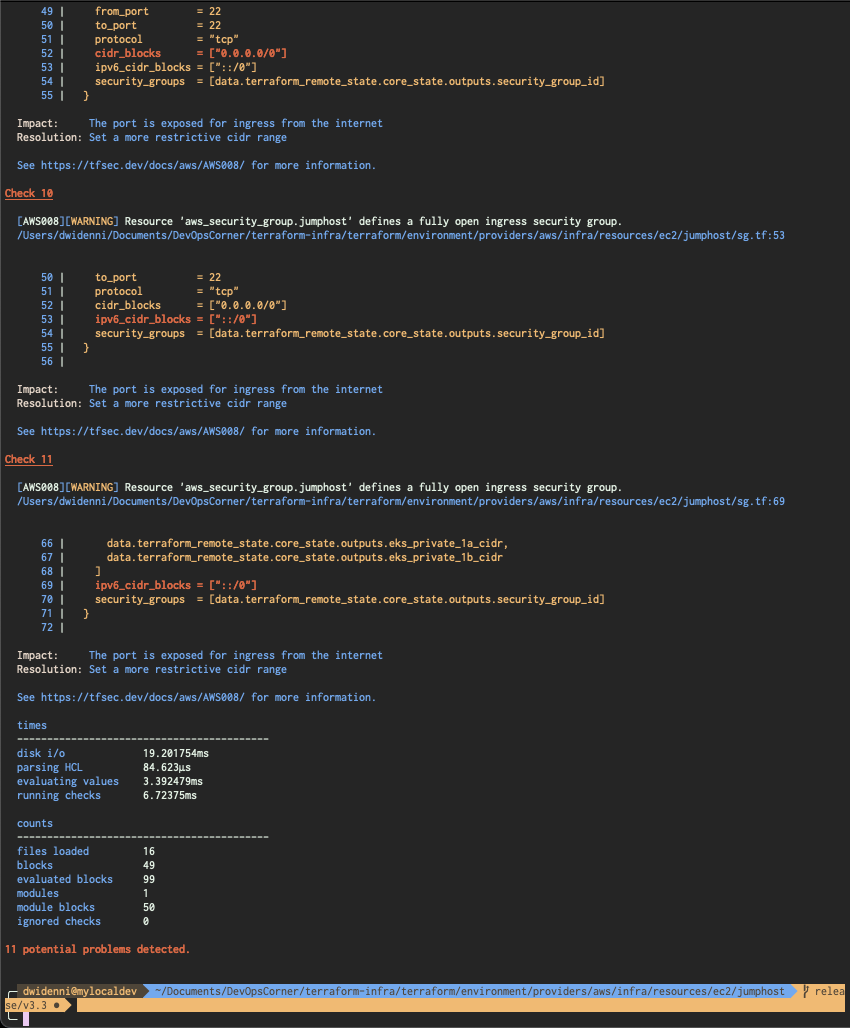 49 |     from_port        = 22
50 |     to_port          = 22
51 |     protocol         = "tcp"
52 |     cidr_blocks      = ["0.0.0.0/0"]
53 |     ipv6_cidr_blocks = ["::/0"]
54 |     security_groups  = [data.terraform_remote_state.core_state.outputs.security_group_id]
55 |   }
Impact:     The port is exposed for ingress from the internet
Resolution: Set a more restrictive cidr range
See https://tfsec.dev/docs/aws/AWS008/ for more information.
Check 10
[AWS008][WARNING] Resource 'aws_security_group.jumphost' defines a fully open ingress security group.
/Users/dwidenni/Documents/DevOpsCorner/terraform-infra/terraform/environment/providers/aws/infra/resources/ec2/jumphost/sg.tf:53
50 |     to_port          = 22
51 |     protocol         = "tcp"
52 |     cidr_blocks      = ["0.0.0.0/0"]
53 |     ipv6_cidr_blocks = ["::/0"]
54 |     security_groups  = [data.terraform_remote_state.core_state.outputs.security_group_id]
55 |   }
56 |
Impact:     The port is exposed for ingress from the internet
Resolution: Set a more restrictive cidr range
See https://tfsec.dev/docs/aws/AWS008/ for more information.
Check 11
[AWS008][WARNING] Resource 'aws_security_group.jumphost' defines a fully open ingress security group.
/Users/dwidenni/Documents/DevOpsCorner/terraform-infra/terraform/environment/providers/aws/infra/resources/ec2/jumphost/sg.tf:69
66 |       data.terraform_remote_state.core_state.outputs.eks_private_1a_cidr,
67 |       data.terraform_remote_state.core_state.outputs.eks_private_1b_cidr
68 |     ]
69 |     ipv6_cidr_blocks = ["::/0"]
70 |     security_groups  = [data.terraform_remote_state.core_state.outputs.security_group_id]
71 |   }
72 |
Impact:     The port is exposed for ingress from the internet
Resolution: Set a more restrictive cidr range
See https://tfsec.dev/docs/aws/AWS008/ for more information.
times
------------------------------------------
disk i/o             19.201754ms
parsing HCL          84.623µs
evaluating values    3.392479ms
running checks       6.72375ms
counts
------------------------------------------
files loaded         16
blocks               49
evaluated blocks     99
modules              1
module blocks        50
ignored checks       0
11 potential problems detected.
dwidenni@mylocaldev ~/Documents/DevOpsCorner/terraform-infra/terraform/environment/providers/aws/infra/resources/ec2/jumphost relea
se/v3.3 ●